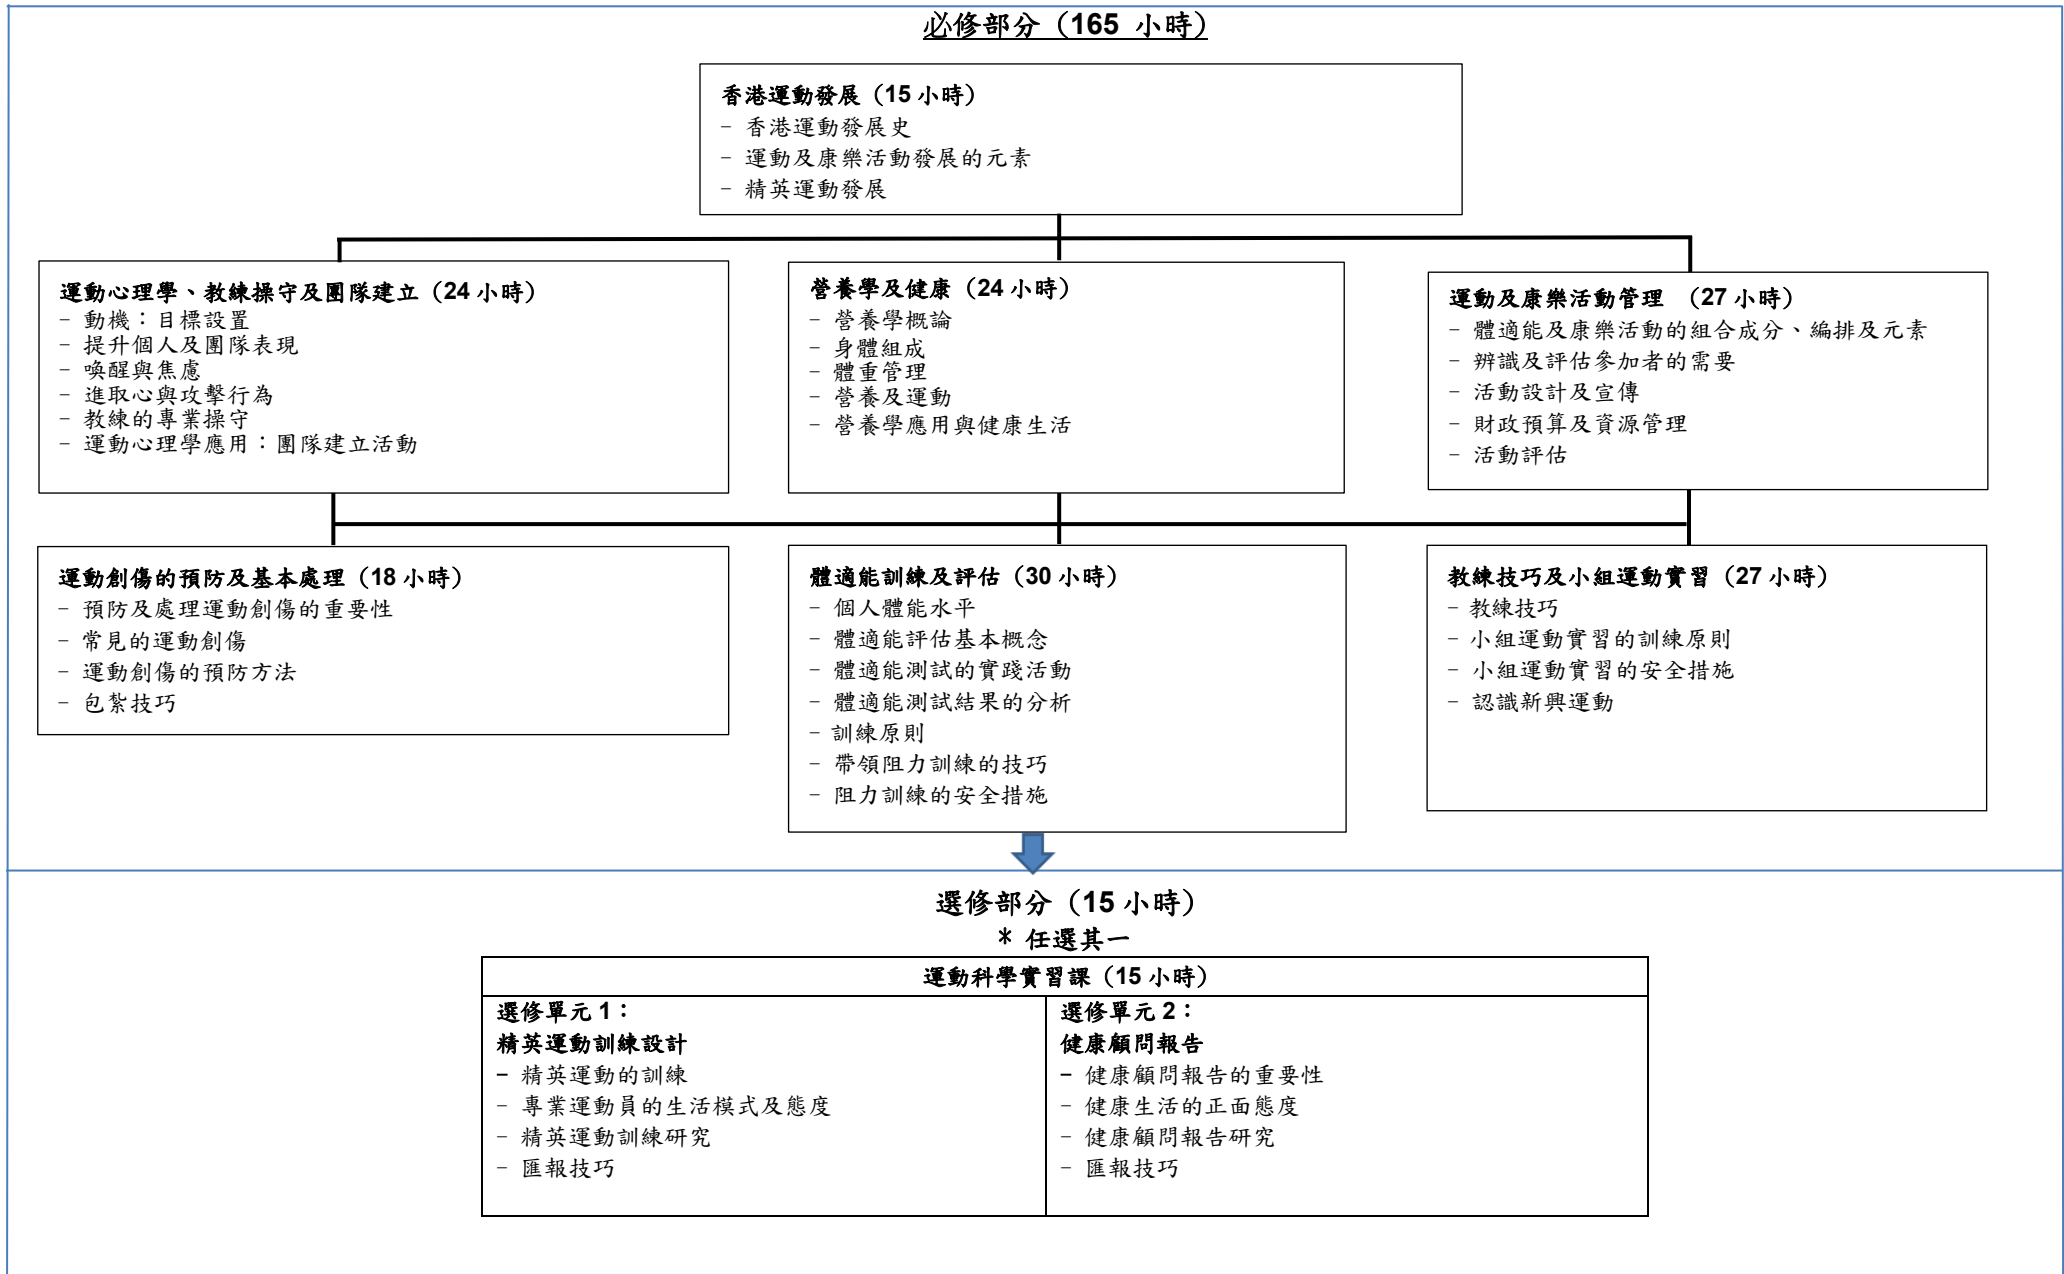 必修部分（165 小時）
香港運動發展（15 小時）
- 香港運動發展史
- 運動及康樂活動發展的元素
- 精英運動發展
運動心理學、教練操守及團隊建立（24 小時）
- 動機：目標設置
- 提升個人及團隊表現
- 喚醒與焦慮
- 進取心與攻擊行為
- 教練的專業操守
- 運動心理學應用：團隊建立活動
營養學及健康（24 小時）
- 營養學概論
- 身體組成
- 體重管理
- 營養及運動
- 營養學應用與健康生活
運動及康樂活動管理 （27 小時）
- 體適能及康樂活動的組合成分、編排及元素
- 辨識及評估參加者的需要
- 活動設計及宣傳
- 財政預算及資源管理
- 活動評估
運動創傷的預防及基本處理（18 小時）
- 預防及處理運動創傷的重要性
- 常見的運動創傷
- 運動創傷的預防方法
- 包紮技巧
體適能訓練及評估（30 小時）
- 個人體能水平
- 體適能評估基本概念
- 體適能測試的實踐活動
- 體適能測試結果的分析
- 訓練原則
- 帶領阻力訓練的技巧
- 阻力訓練的安全措施
教練技巧及小組運動實習（27 小時）
- 教練技巧
- 小組運動實習的訓練原則
- 小組運動實習的安全措施
- 認識新興運動
選修部分（15 小時）
* 任選其一
運動科學實習課（15 小時）
選修單元 1：
精英運動訓練設計
- 精英運動的訓練
- 專業運動員的生活模式及態度
- 精英運動訓練研究
- 匯報技巧
選修單元 2：
健康顧問報告
- 健康顧問報告的重要性
- 健康生活的正面態度
- 健康顧問報告研究
- 匯報技巧